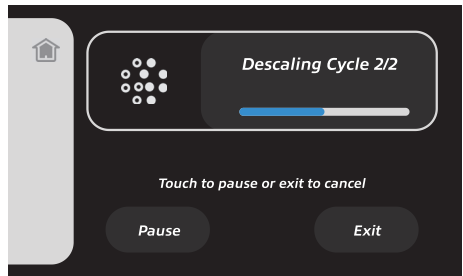 Descaling Cycle 2/2
Touch to pause or exit to cancel
Pause
Exit